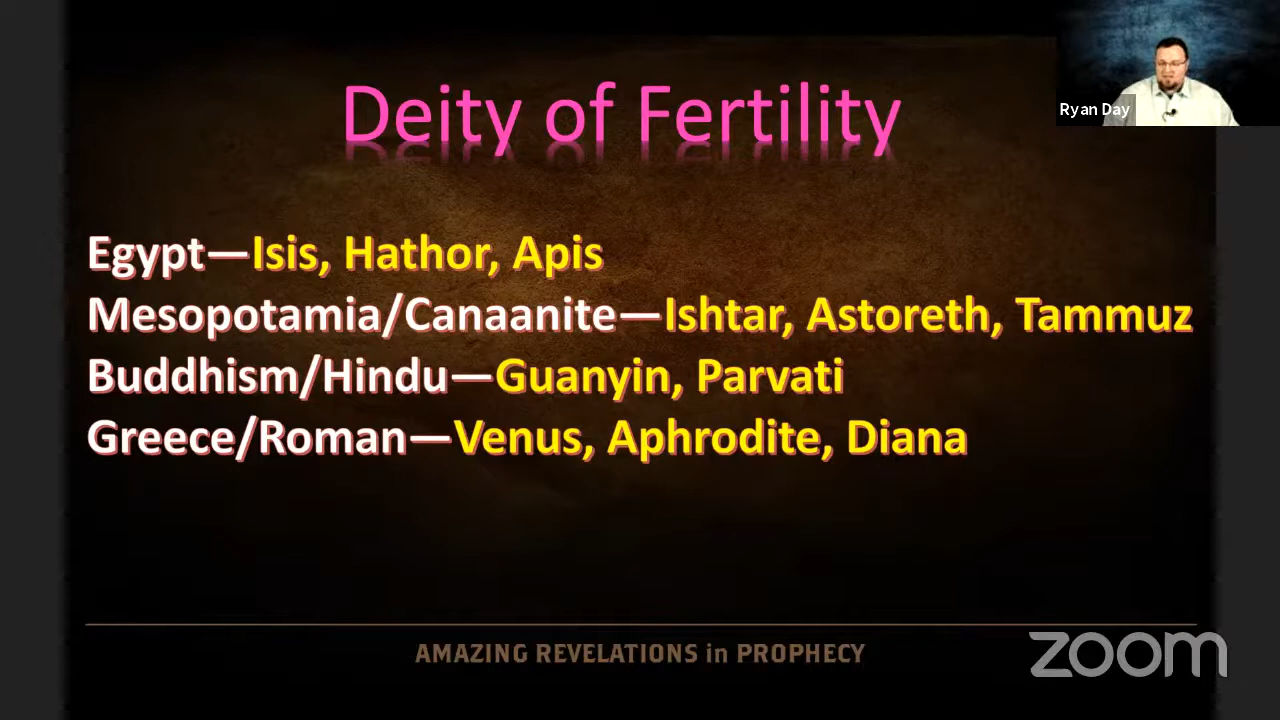 Deity of Fertility
Ryan Day
Egypt—Isis, Hathor, Apis
Mesopotamia/Canaanite—Ishtar, Astoreth, Tammuz
Buddhism/Hindu—Guanyin, Parvati
Greece/Roman—Venus, Aphrodite, Diana
AMAZING REVELATIONS in PROPHECY
zoom